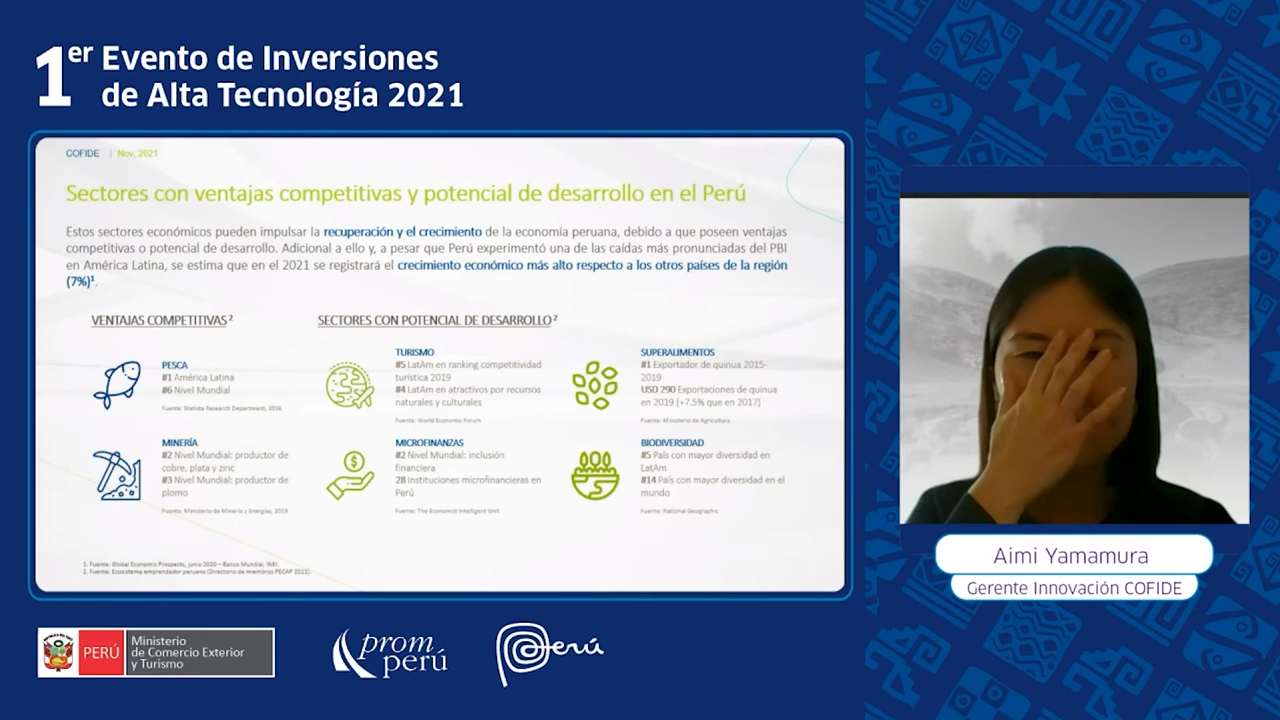 1er Evento de Inversiones
de Alta Tecnología 2021
COFIDE | Nov, 2021
Sectores con ventajas competitivas y potencial de desarrollo en el Perú
Estos sectores económicos pueden impulsar la recuperación y el crecimiento de la economía peruana, debido a que poseen ventajas
competitivas o potencial de desarrollo. Adicional a ello y, a pesar que Perú experimentó una de las caídas más pronunciadas del PBI
en América Latina, se estima que en el 2021 se registrará el crecimiento económico más alto respecto a los otros países de la región
(7%)¹.
VENTAJAS COMPETITIVAS²
SECTORES CON POTENCIAL DE DESARROLLO²
PESCA
#1 América Latina
#6 Nivel Mundial
Fuente: Statista Research Department, 2016
TURISMO
#5 LatAm en ranking competitividad
turística 2019
#4 LatAm en atractivos por recursos
naturales y culturales
Fuente: World Economic Forum
SUPERALIMENTOS
#1 Exportador de quinua 2015-
2019
USD 290 Exportaciones de quinua
en 2019 (+7.5% que en 2017)
Fuente: Ministerio de Agricultura
MINERÍA
#2 Nivel Mundial: productor de
cobre, plata y zinc
#3 Nivel Mundial: productor de
plomo
Fuente: Ministerio de Minería y Energías, 2019
MICROFINANZAS
#2 Nivel Mundial: inclusión
financiera
28 Instituciones microfinancieras en
Perú
Fuente: The Economist Intelligent Unit
BIODIVERSIDAD
#5 País con mayor diversidad en
LatAm
#14 País con mayor diversidad en el
mundo
Fuente: National Geographic
1. Fuente: Global Economic Prospects, junio 2020 – Banco Mundial, INEI.
2. Fuente: Ecosistema emprendedor peruano (Directorio de miembros PECAP 2021)
Aimi Yamamura
Gerente Innovación COFIDE
PERÚ
Ministerio
de Comercio Exterior
y Turismo
prom
perú
Perú